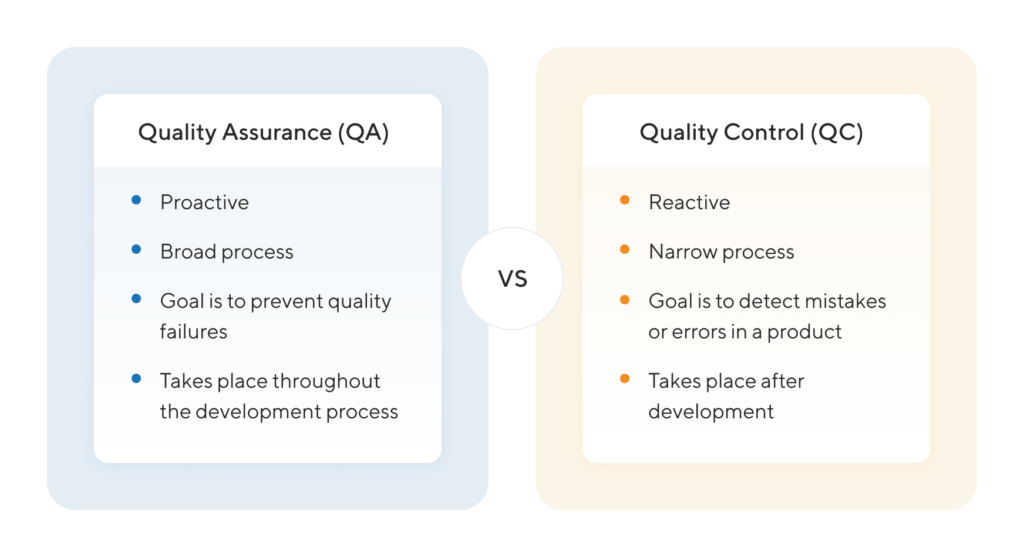 Quality Assurance (QA)
Proactive
Broad process
Goal is to prevent quality
failures
Takes place throughout
the development process
VS
Quality Control (QC)
Reactive
Narrow process
Goal is to detect mistakes
or errors in a product
Takes place after
development